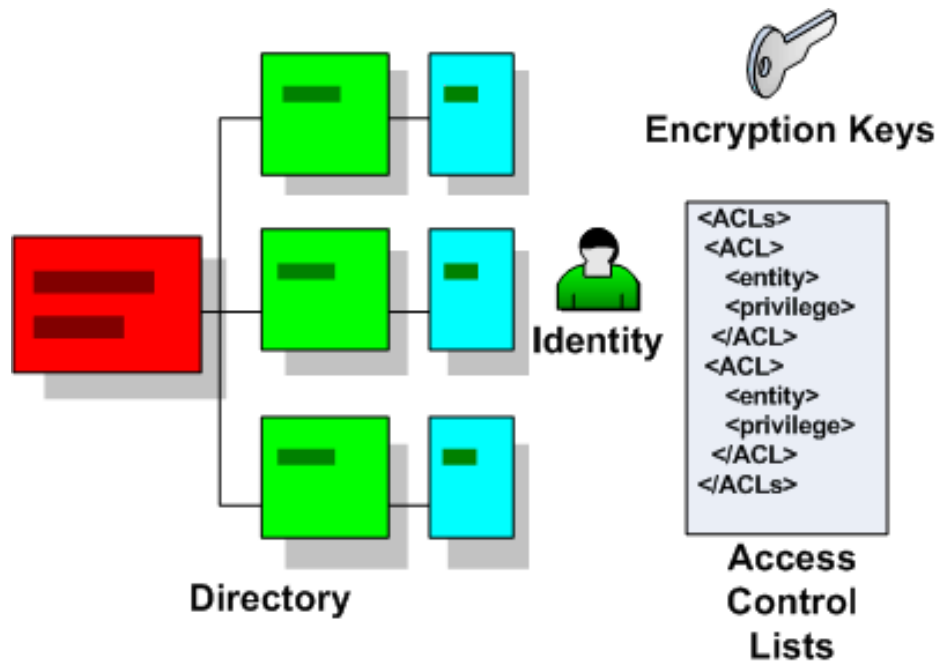 Encryption Keys
<ACLs>
<ACL>
<entity>
<privilege>
</ACL>
<ACL>
<entity>
<privilege>
</ACL>
</ACLs>
Identity
Directory
Access
Control
Lists